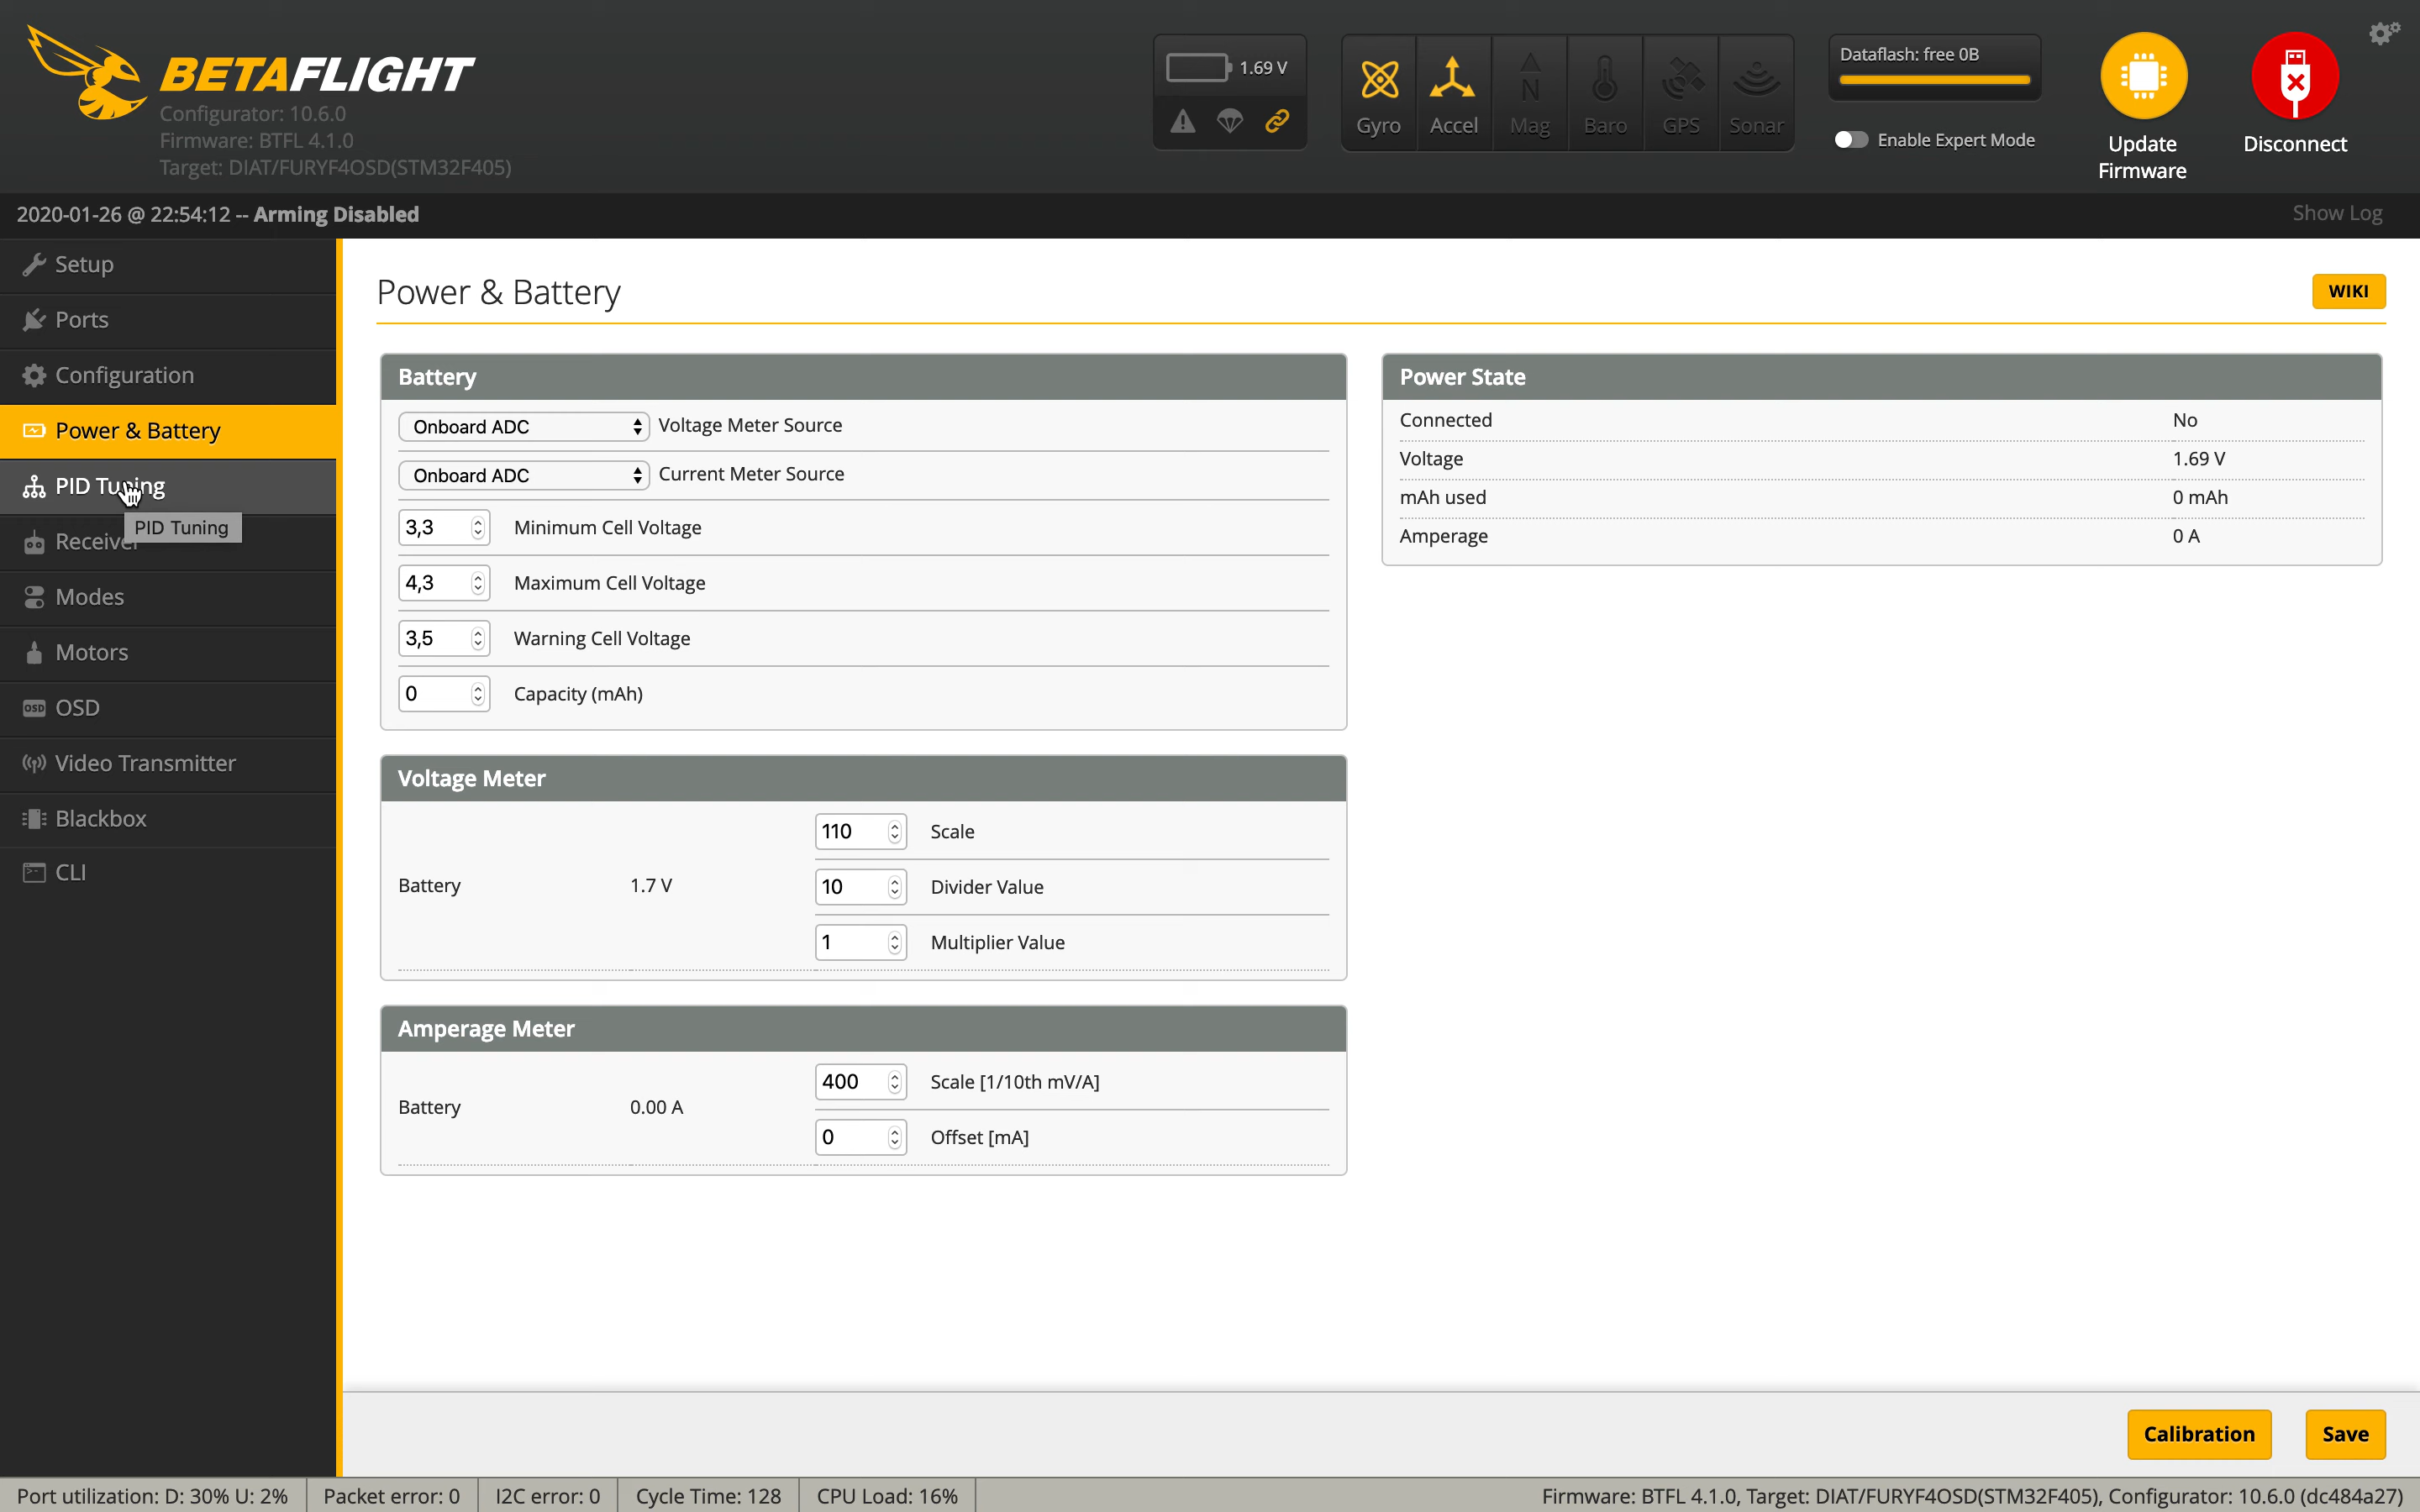 BETAFLIGHT
Configurator: 10.6.0
Firmware: BTFL 4.1.0
Target: DIAT/FURYF4OSD(STM32F405)
1.69 V
Gyro
Accel
N
Mag
Baro
GPS
Sonar
Dataflash: free 0B
Enable Expert Mode
Update
Firmware
Disconnect
2020-01-26 @ 22:54:12 -- Arming Disabled
Show Log
Setup
Ports
Configuration
Power & Battery
PID Tuning
PID Tuning
Receiver
Modes
Motors
OSD OSD
Video Transmitter
Blackbox
CLI
Power & Battery
WIKI
Battery
Onboard ADC Voltage Meter Source
Onboard ADC Current Meter Source
3,3 Minimum Cell Voltage
4,3 Maximum Cell Voltage
3,5 Warning Cell Voltage
0 Capacity (mAh)
Power State
Connected No
Voltage 1.69 V
mAh used 0 mAh
Amperage 0 A
Voltage Meter
Battery 1.7 V
110 Scale
10 Divider Value
1 Multiplier Value
Amperage Meter
Battery 0.00 A
400 Scale [1/10th mV/A]
0 Offset [mA]
Calibration
Save
Port utilization: D: 30% U: 2%
Packet error: 0
I2C error: 0
Cycle Time: 128
CPU Load: 16%
Firmware: BTFL 4.1.0, Target: DIAT/FURYF4OSD(STM32F405), Configurator: 10.6.0 (dc484a27)